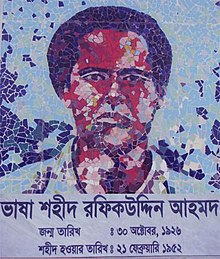 ভাষা শহীদ রফিকউদ্দিন আহমদ
জন্ম তারিখ : ৩০ অক্টোবর, ১৯২৬
শহীদ হওয়ার তারিখ : ২১ ফেব্রুয়ারি ১৯৫২